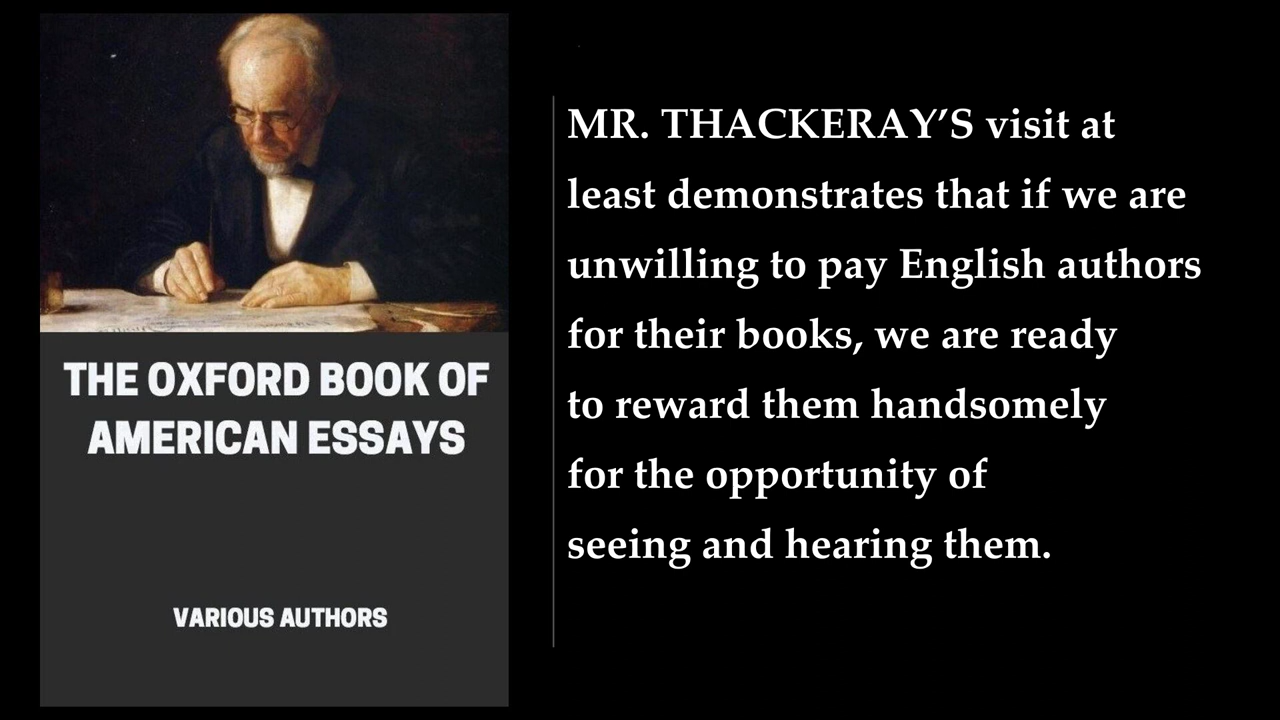 THE OXFORD BOOK OF
AMERICAN ESSAYS
VARIOUS AUTHORS
MR. THACKERAY’S visit at
least demonstrates that if we are
unwilling to pay English authors
for their books, we are ready
to reward them handsomely
for the opportunity of
seeing and hearing them.